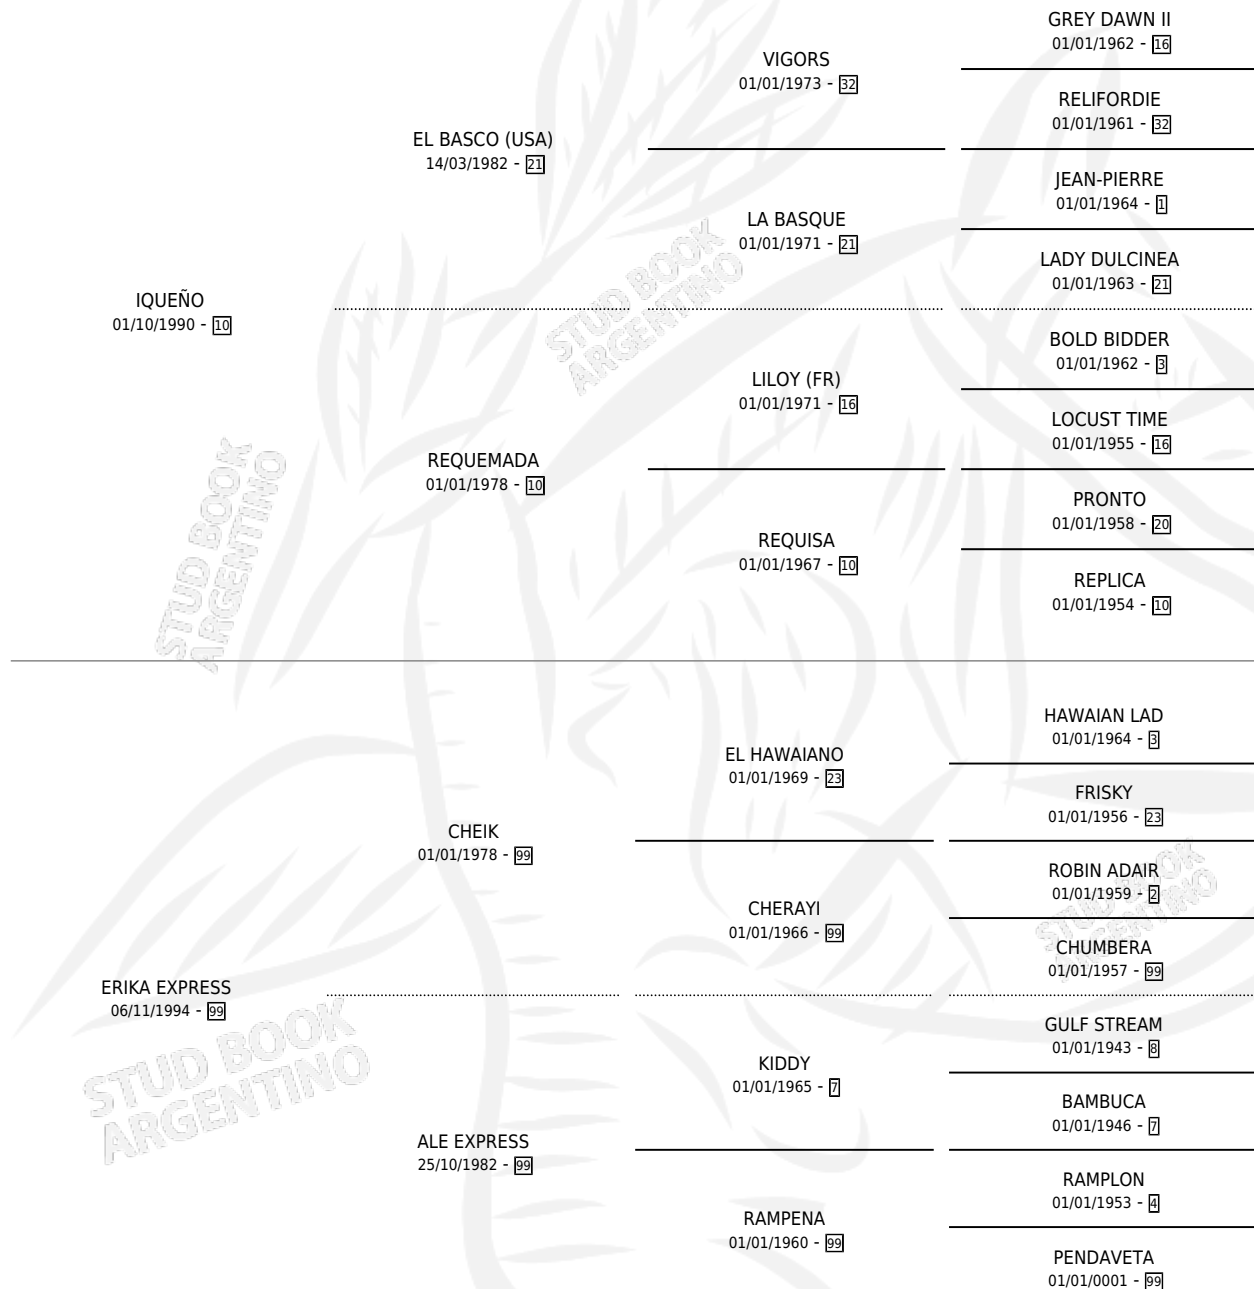 IQUEÑO
01/10/1990 - 10
EL BASCO (USA)
14/03/1982 - 21
REQUEMADA
01/01/1978 - 10
VIGORS
01/01/1973 - 32
LA BASQUE
01/01/1971 - 21
LILOY (FR)
01/01/1971 - 16
REQUISA
01/01/1967 - 10
GREY DAWN II
01/01/1962 - 16
RELIFORDIE
01/01/1961 - 32
JEAN-PIERRE
01/01/1964 - 1
LADY DULCINEA
01/01/1963 - 21
BOLD BIDDER
01/01/1962 - 3
LOCUST TIME
01/01/1955 - 16
PRONTO
01/01/1958 - 20
REPLICA
01/01/1954 - 10
ERIKA EXPRESS
06/11/1994 - 99
CHEIK
01/01/1978 - 99
ALE EXPRESS
25/10/1982 - 99
EL HAWAIANO
01/01/1969 - 23
CHERAYI
01/01/1966 - 99
KIDDY
01/01/1965 - 7
RAMPENA
01/01/1960 - 99
HAWAIAN LAD
01/01/1964 - 3
FRISKY
01/01/1956 - 23
ROBIN ADAIR
01/01/1959 - 2
CHUMBERA
01/01/1957 - 99
GULF STREAM
01/01/1943 - 8
BAMBUCA
01/01/1946 - 7
RAMPLON
01/01/1953 - 4
PENDAVETA
01/01/0001 - 99
STUD BOOK
ARGENTINO
STUD BOOK
ARGENTINO
STUD BOOK
ARGENTINO
STUD BOOK
ARGENTINO